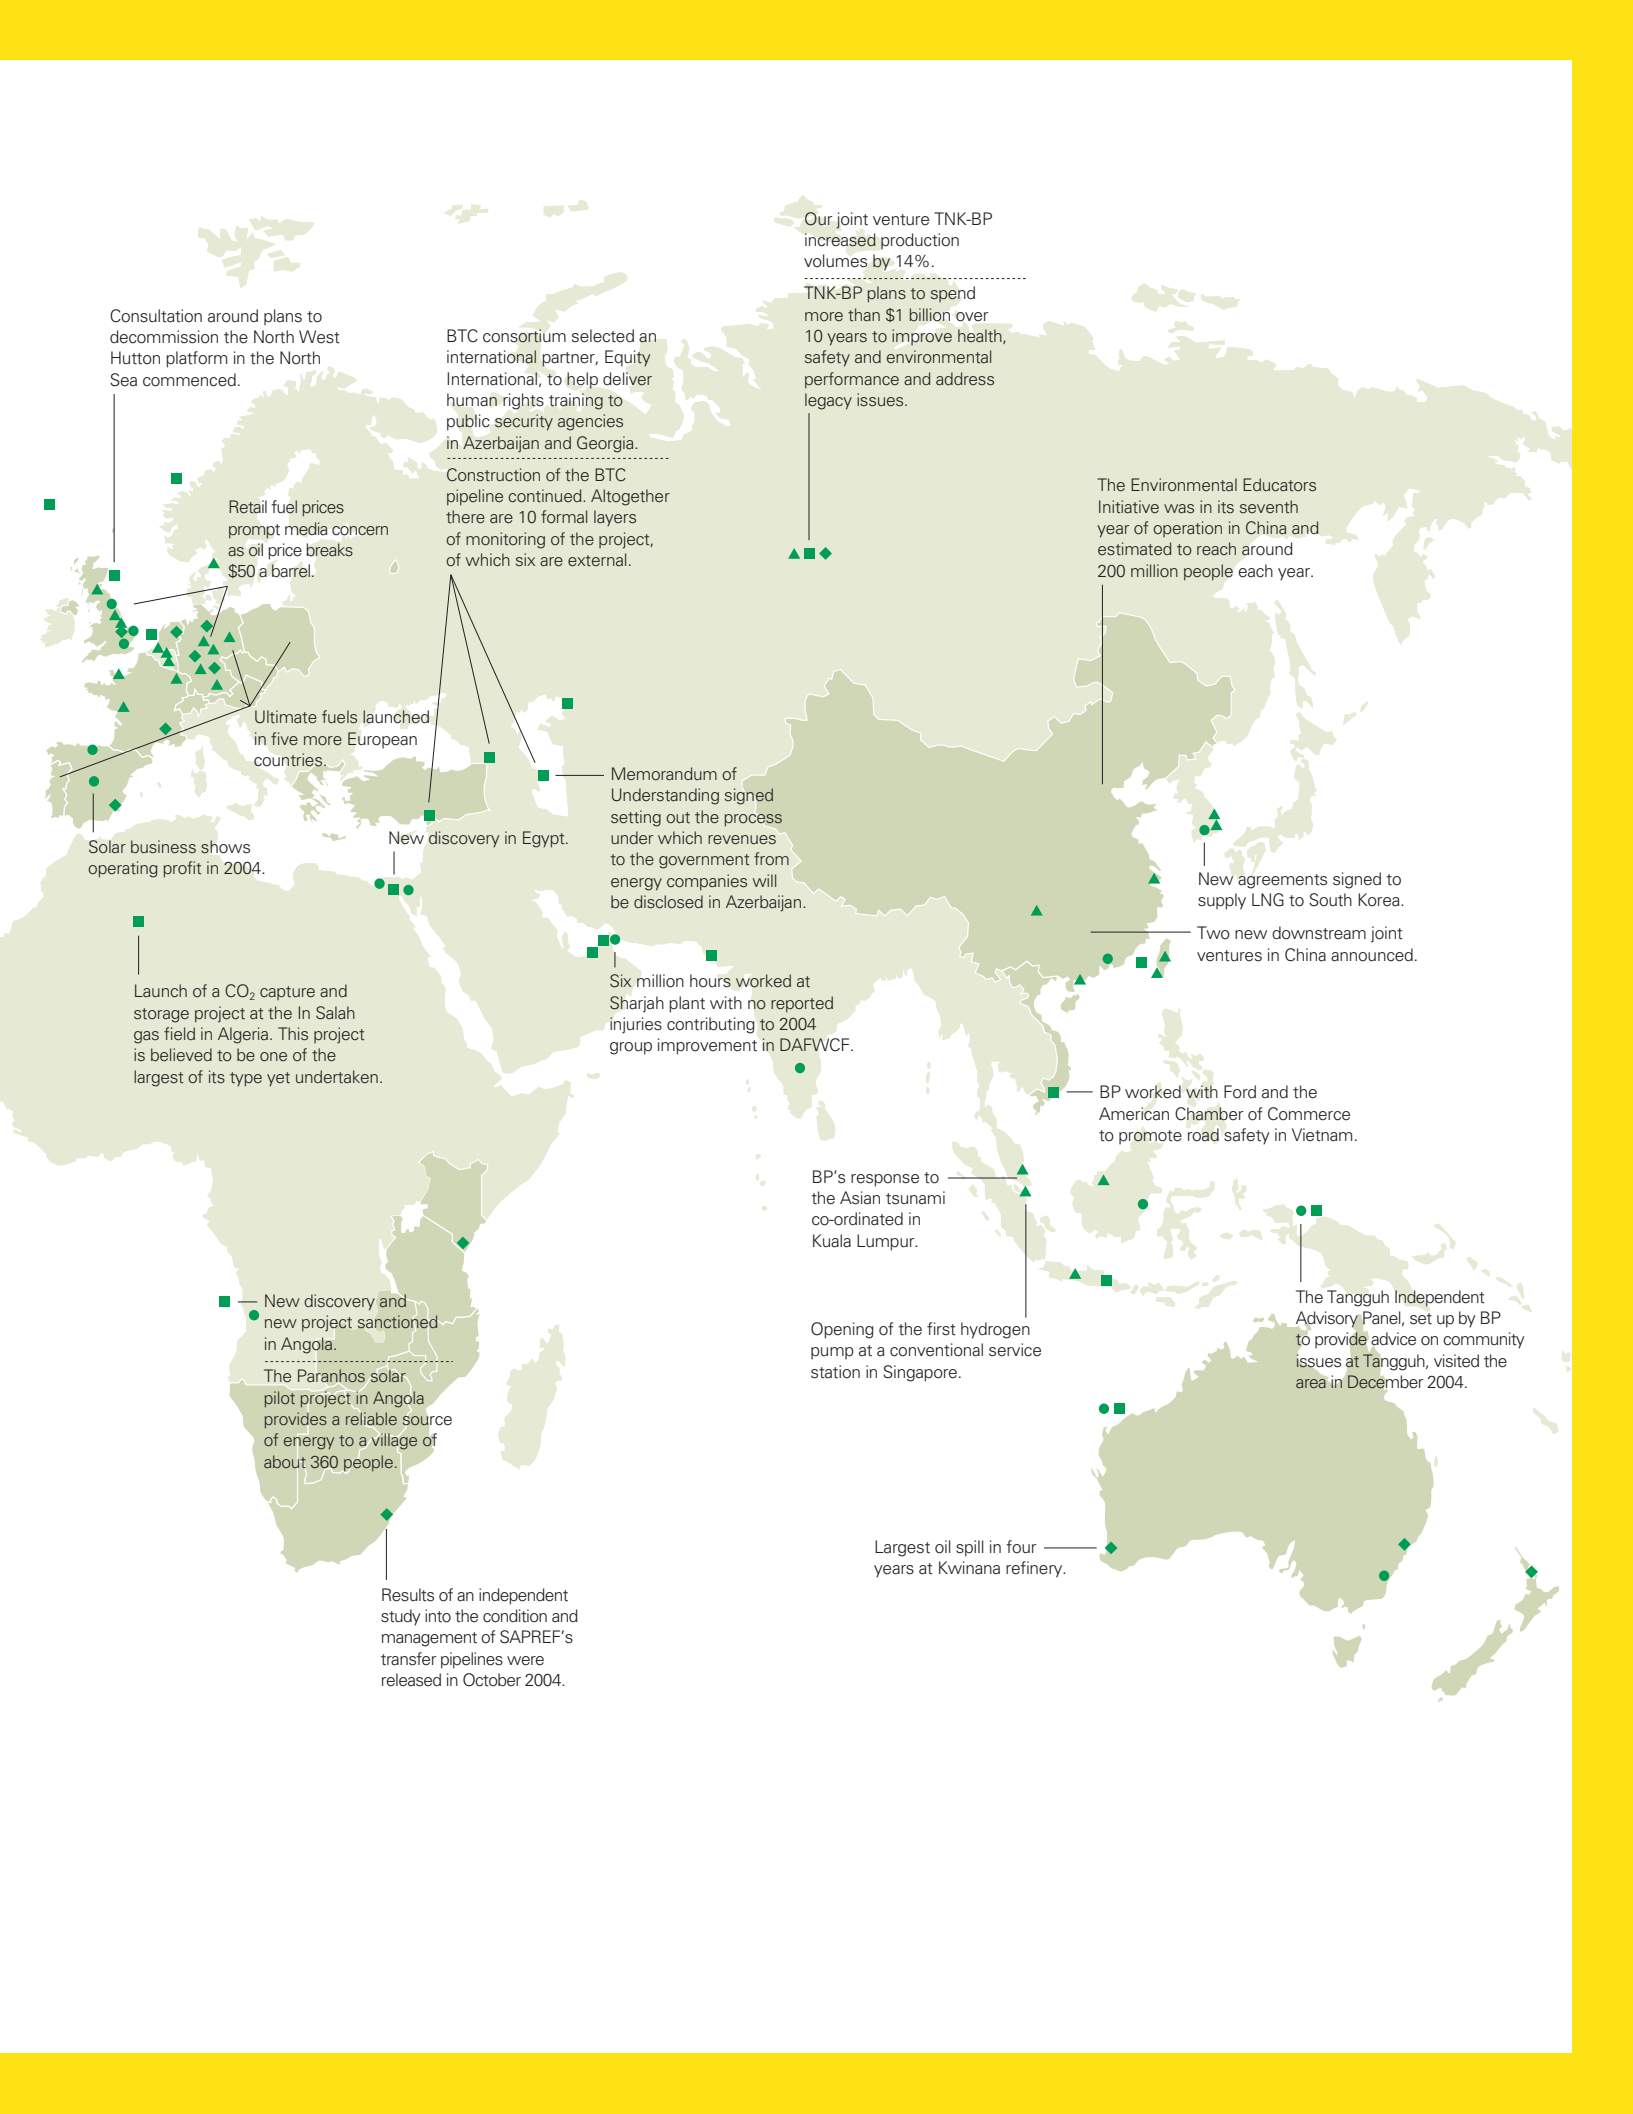 Our joint venture TNK-BP
increased production
volumes by 14%.
TNK-BP plans to spend
more than $1 billion over
10 years to improve health,
safety and environmental
performance and address
legacy issues.
Consultation around plans to
decommission the North West
Hutton platform in the North
Sea commenced.
BTC consortium selected an
international partner, Equity
International, to help deliver
human rights training to
public security agencies
in Azerbaijan and Georgia.
Construction of the BTC
pipeline continued. Altogether
there are 10 formal layers
of monitoring of the project,
of which six are external.
The Environmental Educators
Initiative was in its seventh
year of operation in China and
estimated to reach around
200 million people each year.
Retail fuel prices
prompt media concern
as oil price breaks
$50 a barrel.
Ultimate fuels launched
in five more European
countries.
Memorandum of
Understanding signed
setting out the process
under which revenues
to the government from
energy companies will
be disclosed in Azerbaijan.
New discovery in Egypt.
Solar business shows
operating profit in 2004.
New agreements signed to
supply LNG to South Korea.
Two new downstream joint
ventures in China announced.
Launch of a CO₂ capture and
storage project at the In Salah
gas field in Algeria. This project
is believed to be one of the
largest of its type yet undertaken.
Six million hours worked at
Sharjah plant with no reported
injuries contributing to 2004
group improvement in DAFWCF.
BP worked with Ford and the
American Chamber of Commerce
to promote road safety in Vietnam.
BP's response to
the Asian tsunami
co-ordinated in
Kuala Lumpur.
New discovery and
new project sanctioned
in Angola.
The Paranhos solar
pilot project in Angola
provides a reliable source
of energy to a village of
about 360 people.
Opening of the first hydrogen
pump at a conventional service
station in Singapore.
The Tangguh Independent
Advisory Panel, set up by BP
to provide advice on community
issues at Tangguh, visited the
area in December 2004.
Largest oil spill in four
years at Kwinana refinery.
Results of an independent
study into the condition and
management of SAPREF's
transfer pipelines were
released in October 2004.